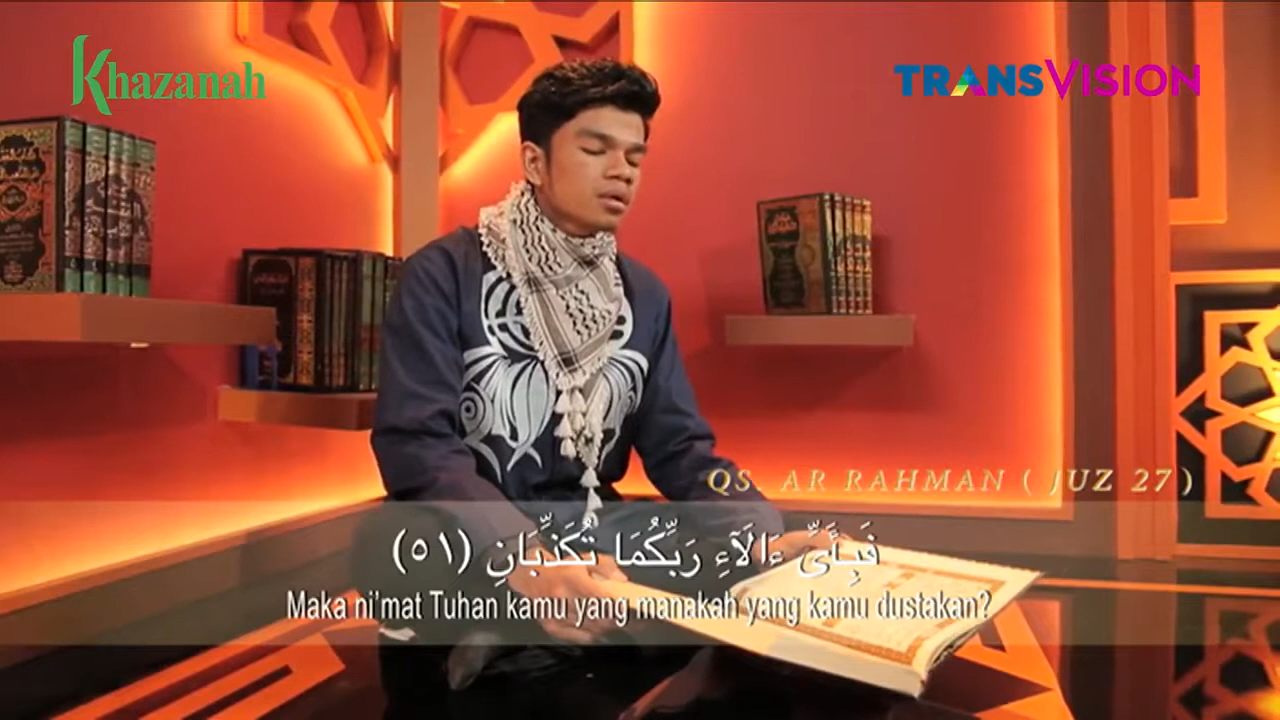 Khazanah
TRANSVISION
QS. AR RAHMAN ( JUZ 27 )
فَبِأَىِّ ءَالَآءِ رَبِّكُمَا تُكَذِّبَانِ (٥١)
Maka ni'mat Tuhan kamu yang manakah yang kamu dustakan?